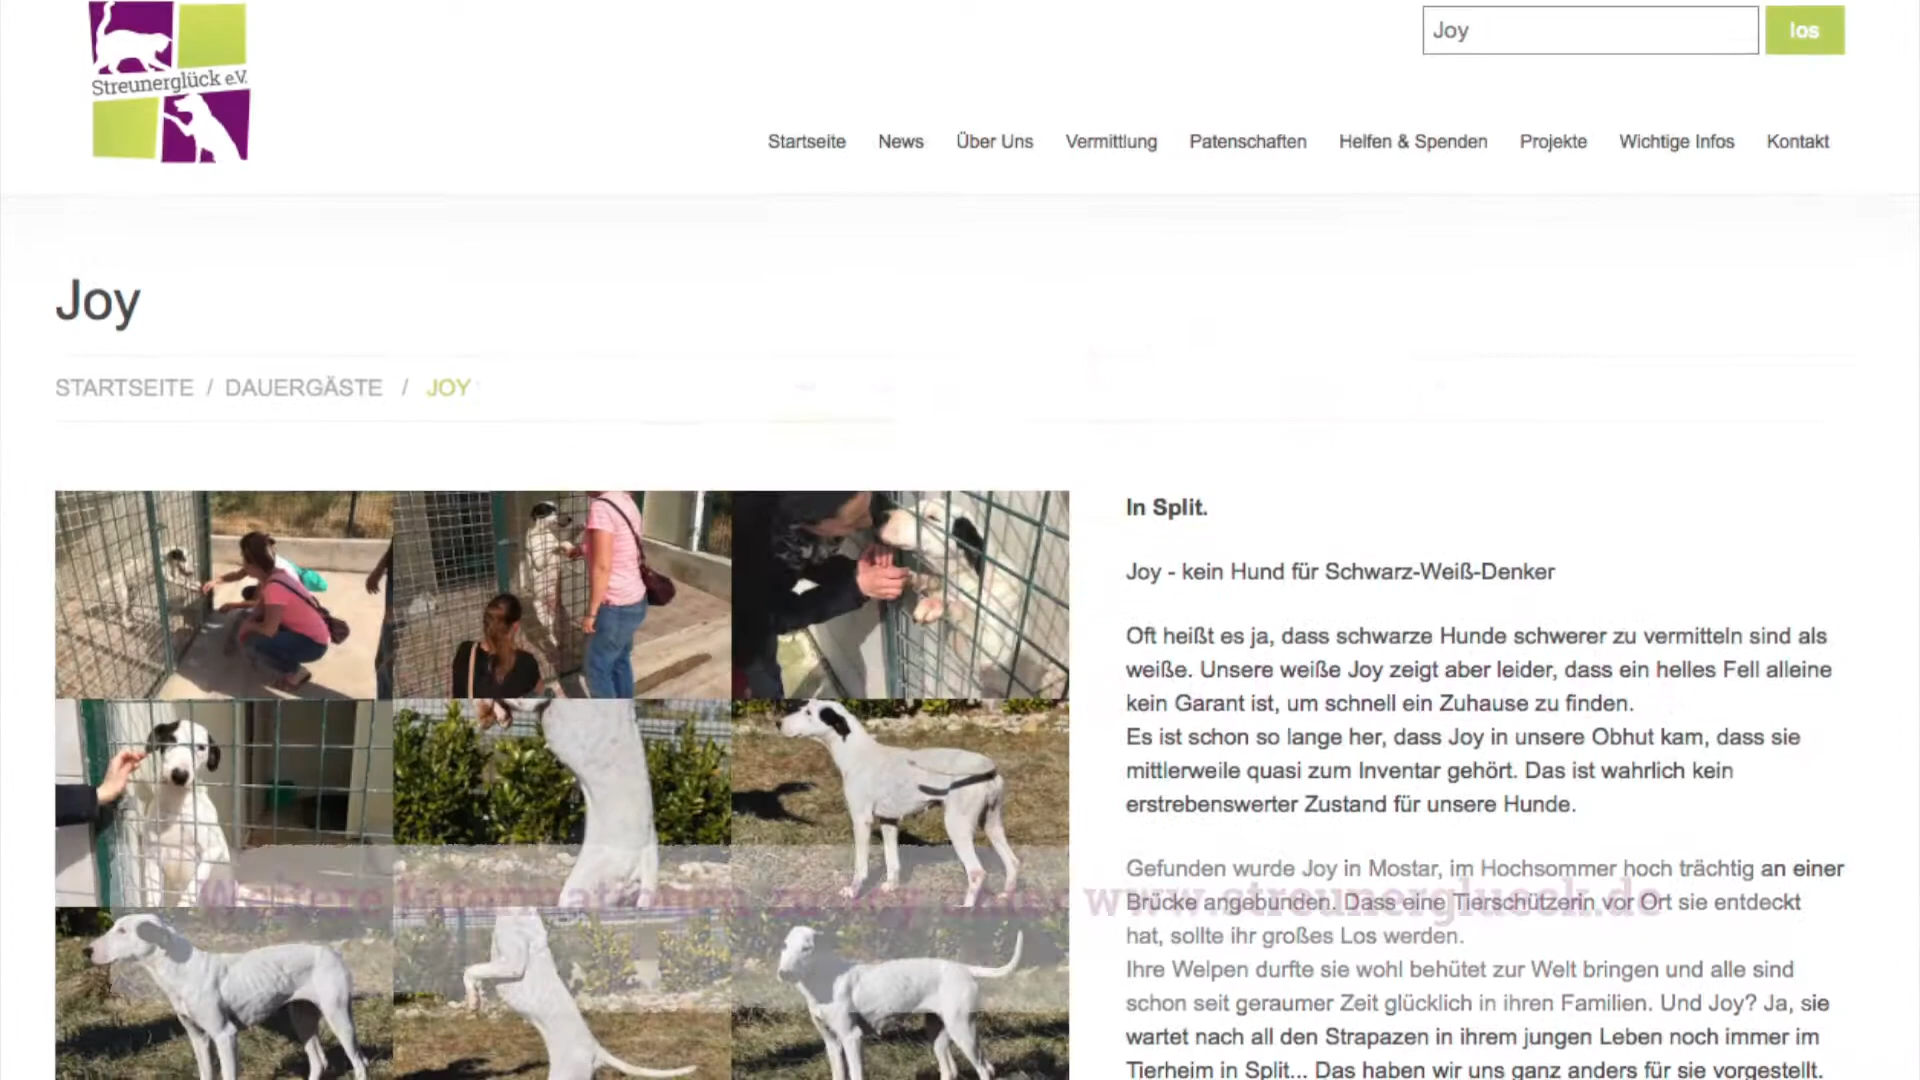 Streunerglück e.V.
Joy
los
Startseite News Über Uns Vermittlung Patenschaften Helfen & Spenden Projekte Wichtige Infos Kontakt
Joy
STARTSEITE / DAUERGÄSTE / JOY
In Split.
Joy - kein Hund für Schwarz-Weiß-Denker
Oft heißt es ja, dass schwarze Hunde schwerer zu vermitteln sind als
weiße. Unsere weiße Joy zeigt aber leider, dass ein helles Fell alleine
kein Garant ist, um schnell ein Zuhause zu finden.
Es ist schon so lange her, dass Joy in unsere Obhut kam, dass sie
mittlerweile quasi zum Inventar gehört. Das ist wahrlich kein
erstrebenswerter Zustand für unsere Hunde.
Gefunden wurde Joy in Mostar, im Hochsommer hoch trächtig an einer
Brücke angebunden. Dass eine Tierschützerin vor Ort sie entdeckt
hat, sollte ihr großes Los werden.
Ihre Welpen durfte sie wohl behütet zur Welt bringen und alle sind
schon seit geraumer Zeit glücklich in ihren Familien. Und Joy? Ja, sie
wartet nach all den Strapazen in ihrem jungen Leben noch immer im
Tierheim in Split... Das haben wir uns ganz anders für sie vorgestellt.
Weitere Informationen zu Joy unter www.streunerglueck.de